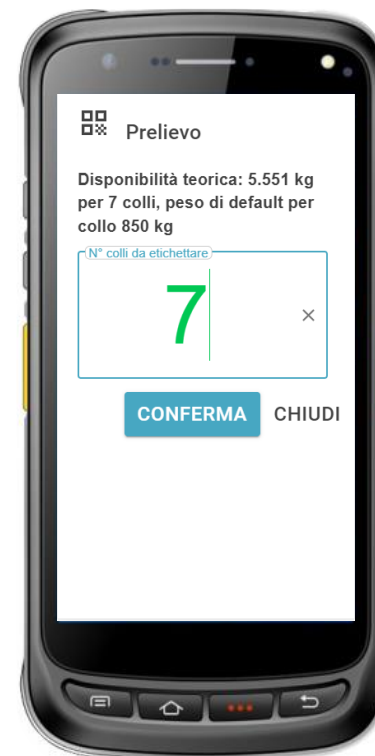 Prelievo
Disponibilità teorica: 5.551 kg
per 7 colli, peso di default per
collo 850 kg
N° colli da etichettare
7
CONFERMA CHIUDI